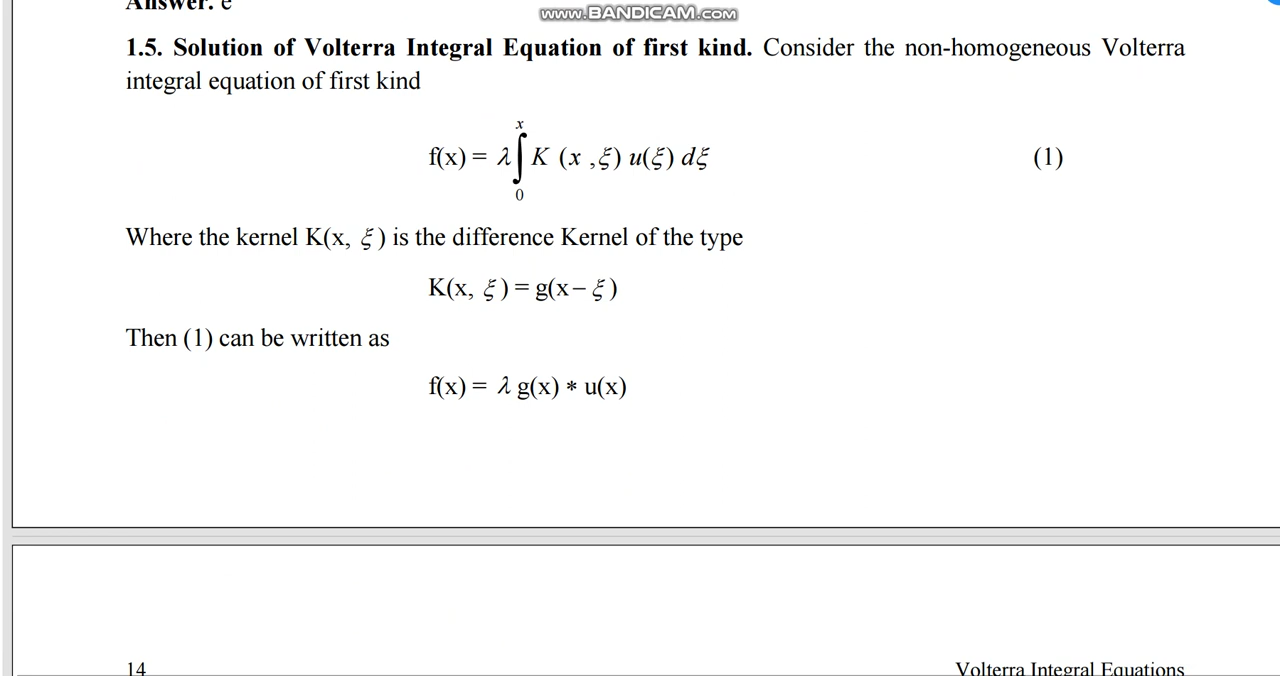 Answer. e
www.BANDICAM.com
1.5. Solution of Volterra Integral Equation of first kind. Consider the non-homogeneous Volterra
integral equation of first kind
f(x) = λ∫₀ˣ K (x ,ξ) u(ξ) dξ (1)
Where the kernel K(x, ξ) is the difference Kernel of the type
K(x, ξ) = g(x− ξ)
Then (1) can be written as
f(x) = λ g(x) * u(x)
14 Volterra Integral Equations